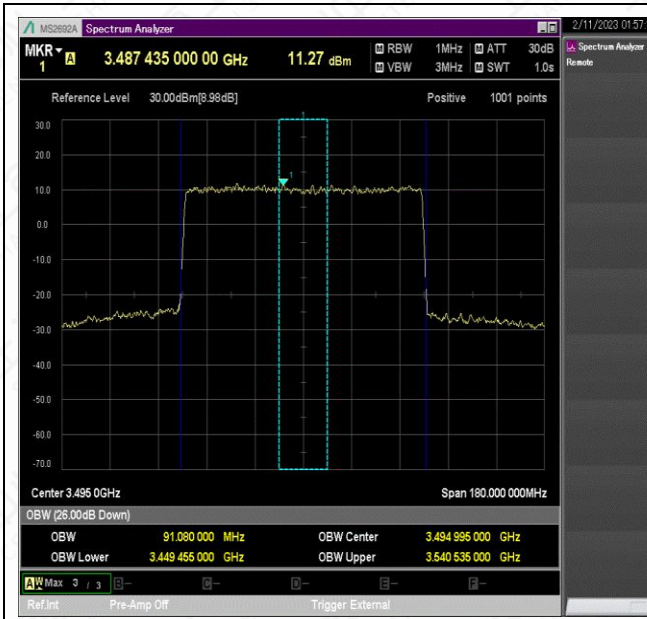 MS2692A Spectrum Analyzer
2/11/2023 01:57:
MKR 1 A 3.487 435 000 00 GHz 11.27 dBm M RBW 1MHz M ATT 30dB
M VBW 3MHz M SWT 1.0s
Spectrum Analyzer
Remote
Reference Level 30.00dBm[8.98dB] Positive 1001 points
30.0
20.0
1
10.0
0.0
-10.0
-20.0
-30.0
-40.0
-50.0
-60.0
-70.0
Center 3.495 0GHz Span 180.000 000MHz
OBW (26.00dB Down)
OBW 91.080 000 MHz OBW Center 3.494 995 000 GHz
OBW Lower 3.449 455 000 GHz OBW Upper 3.540 535 000 GHz
A W Max 3 / 3 B- C- D- E- F-
Ref.Int Pre-Amp Off Trigger External